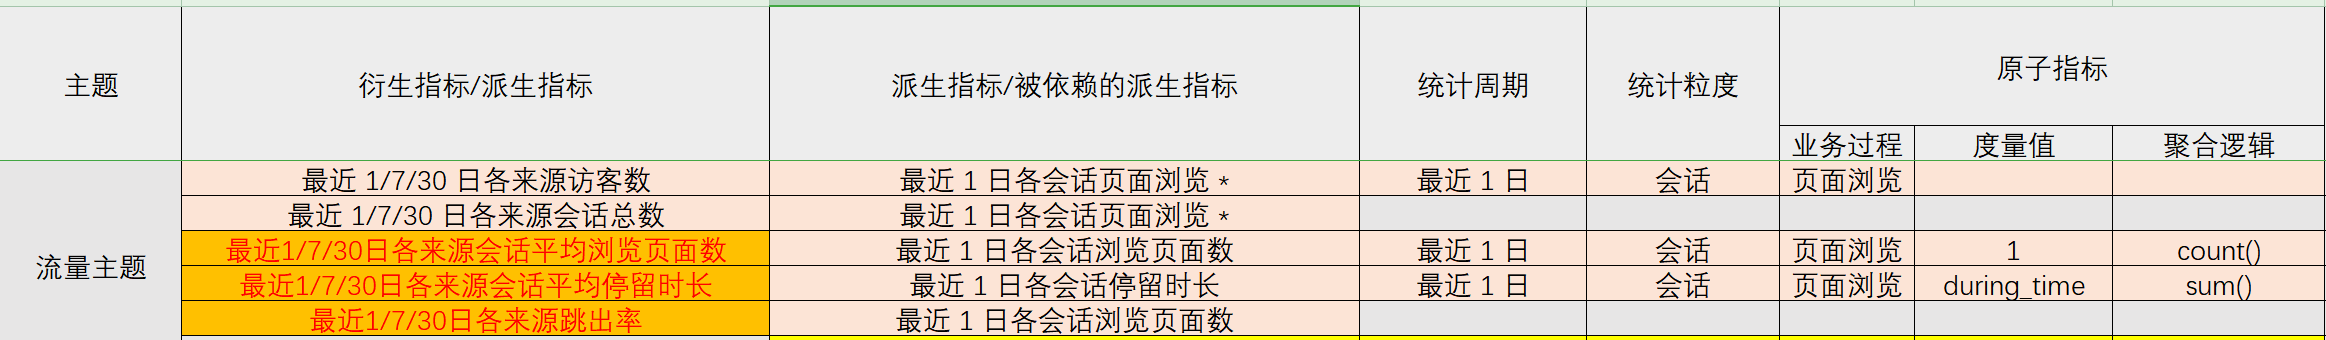 主题 衍生指标/派生指标 派生指标/被依赖的派生指标 统计周期 统计粒度 原子指标
业务过程 度量值 聚合逻辑
流量主题
最近 1/7/30 日各来源访客数 最近 1 日各会话页面浏览 * 最近 1 日 会话 页面浏览
最近 1/7/30 日各来源会话总数 最近 1 日各会话页面浏览 *
最近1/7/30日各来源会话平均浏览页面数 最近 1 日各会话浏览页面数 最近 1 日 会话 页面浏览 1 count()
最近1/7/30日各来源会话平均停留时长 最近 1 日各会话停留时长 最近 1 日 会话 页面浏览 during_time sum()
最近1/7/30日各来源跳出率 最近 1 日各会话浏览页面数